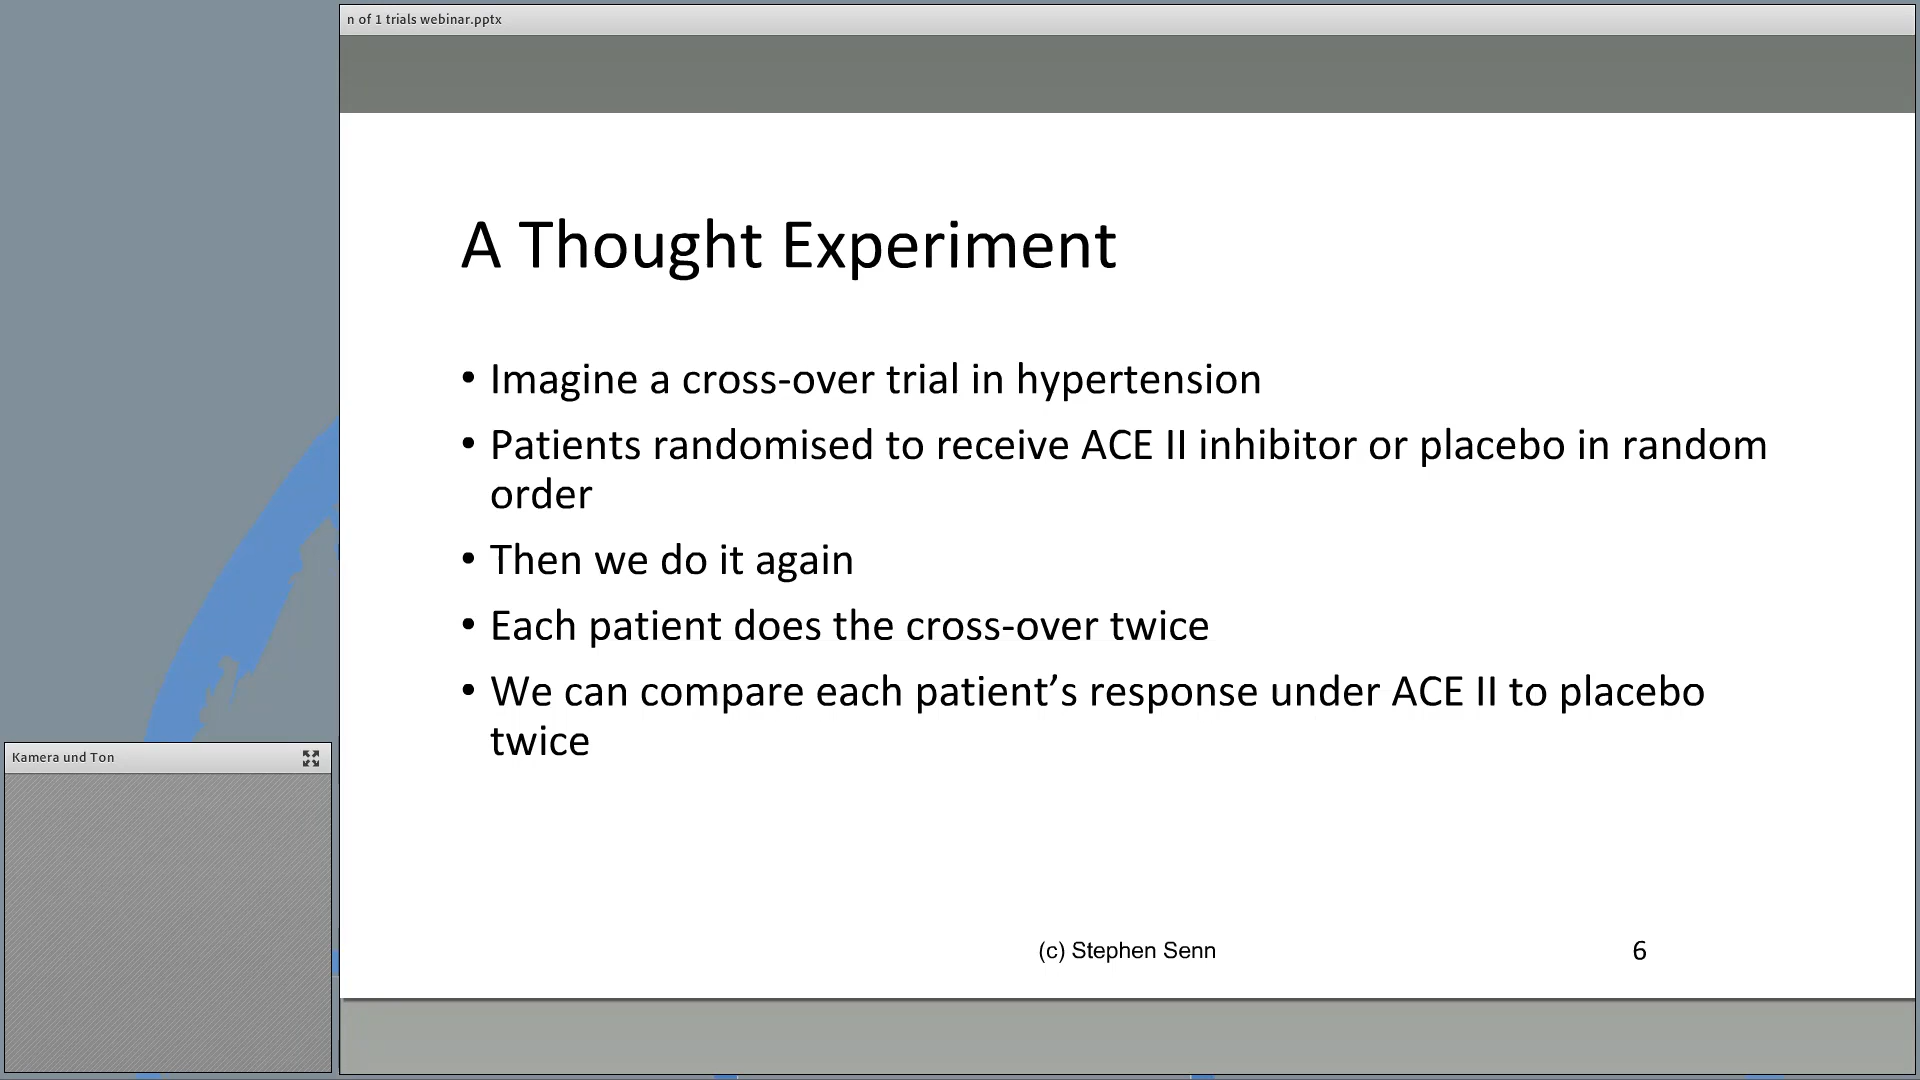 n of 1 trials webinar.pptx
A Thought Experiment
• Imagine a cross-over trial in hypertension
• Patients randomised to receive ACE II inhibitor or placebo in random
order
• Then we do it again
• Each patient does the cross-over twice
• We can compare each patient’s response under ACE II to placebo
twice
(c) Stephen Senn
6
Kamera und Ton